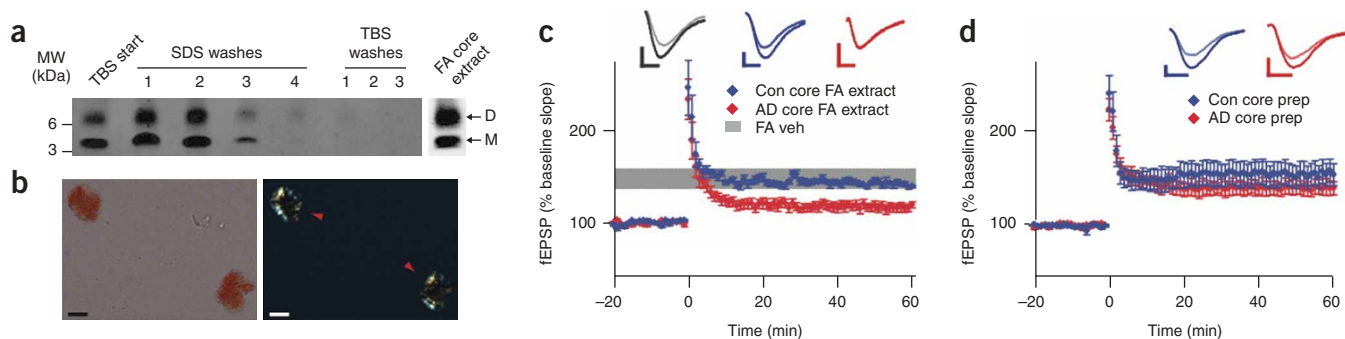 a
MW
(kDa)
TBS start
SDS washes
1 2 3 4
TBS
washes
1 2 3
FA core
extract
6
3
D
M
b
c
Con core FA extract
AD core FA extract
FA veh
fEPSP (% baseline slope)
200
100
–20 0 20 40 60
Time (min)
d
Con core prep
AD core prep
fEPSP (% baseline slope)
200
100
–20 0 20 40 60
Time (min)